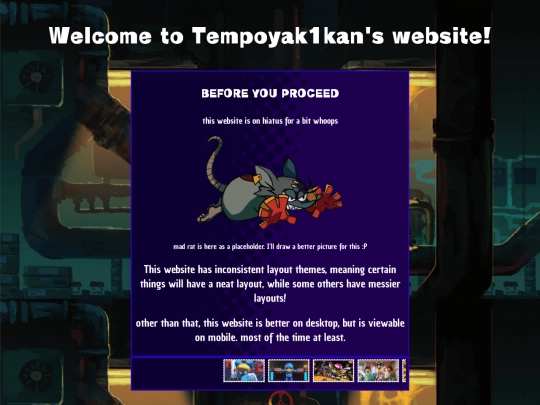 Welcome to Tempoyak1kan's website!
BEFORE YOU PROCEED
this website is on hiatus for a bit whoops
mad rat is here as a placeholder. I'll draw a better picture for this :P
This website has inconsistent layout themes, meaning certain
things will have a neat layout, while some others have messier
layouts!
other than that, this website is better on desktop, but is viewable
on mobile. most of the time at least.